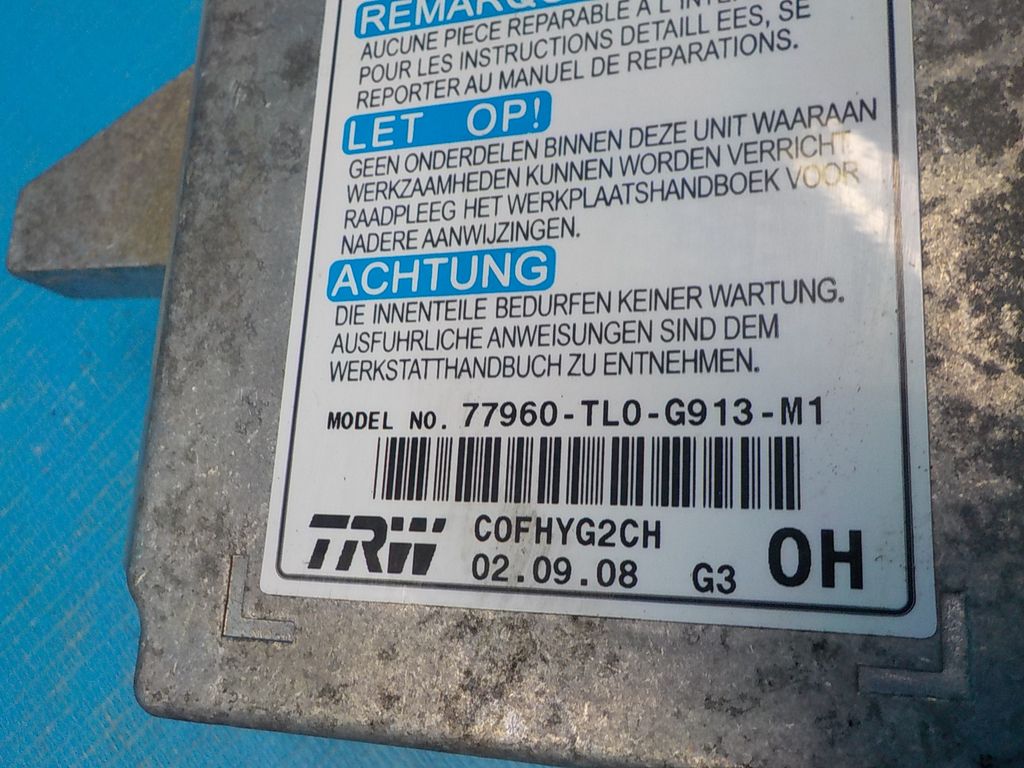 AUCUNE PIECE REPARABLE A L'
POUR LES INSTRUCTIONS DETAILL EES, SE
REPORTER AU MANUEL DE REPARATIONS.
LET OP!
GEEN ONDERDELEN BINNEN DEZE UNIT WAARAAN
WERKZAAMHEDEN KUNNEN WORDEN VERRICHT
RAADPLEEG HET WERKPLAATSHANDBOEK VOOR
NADERE AANWIJZINGEN.
ACHTUNG
DIE INNENTEILE BEDURFEN KEINER WARTUNG.
AUSFUHRLICHE ANWEISUNGEN SIND DEM
WERKSTATTHANDBUCH ZU ENTNEHMEN.
MODEL NO. 77960-TL0-G913-M1
TRW
C0FHYG2CH
02.09.08 G3 0H